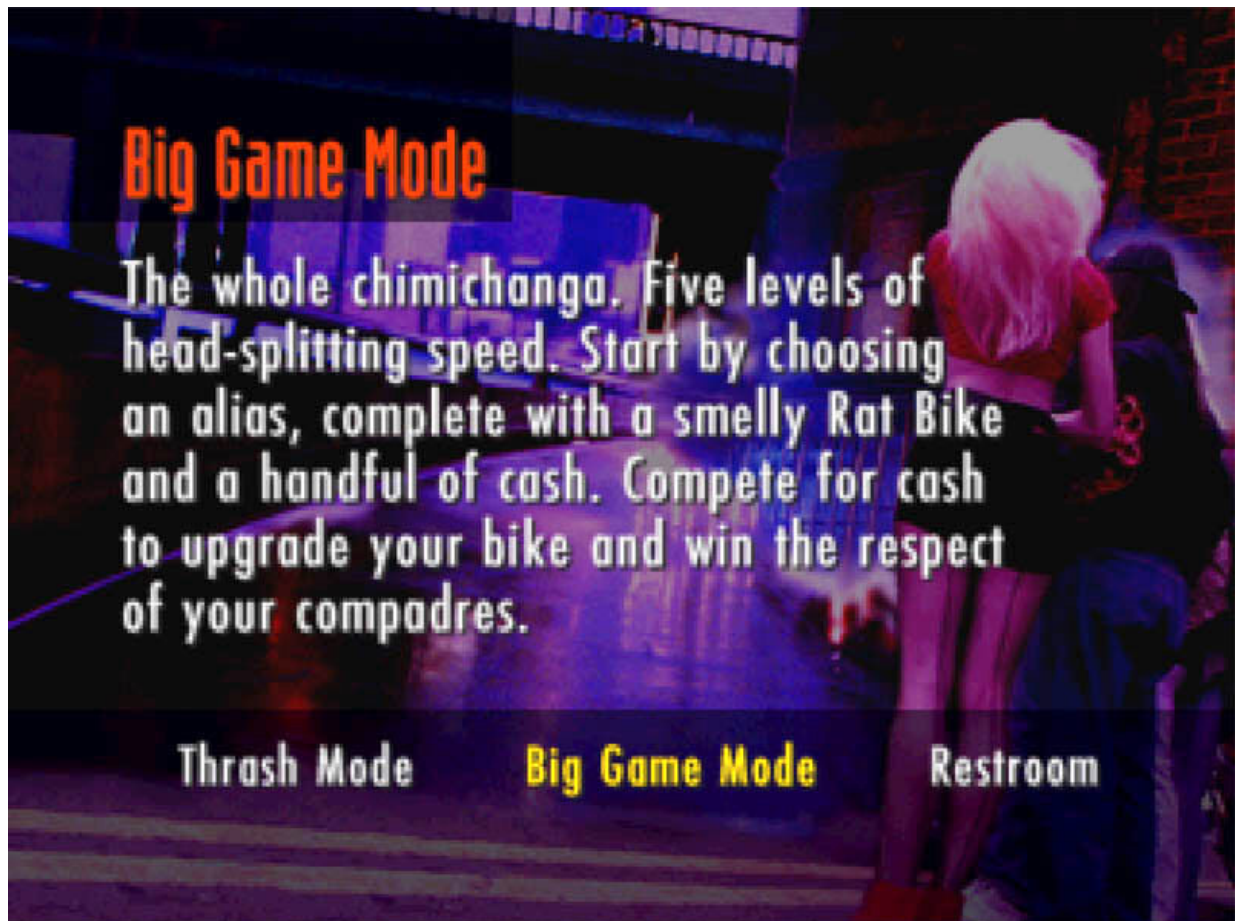 Big Game Mode
The whole chimichanga. Five levels of
head-splitting speed. Start by choosing
an alias, complete with a smelly Rat Bike
and a handful of cash. Compete for cash
to upgrade your bike and win the respect
of your compadres.
Thrash Mode Big Game Mode Restroom